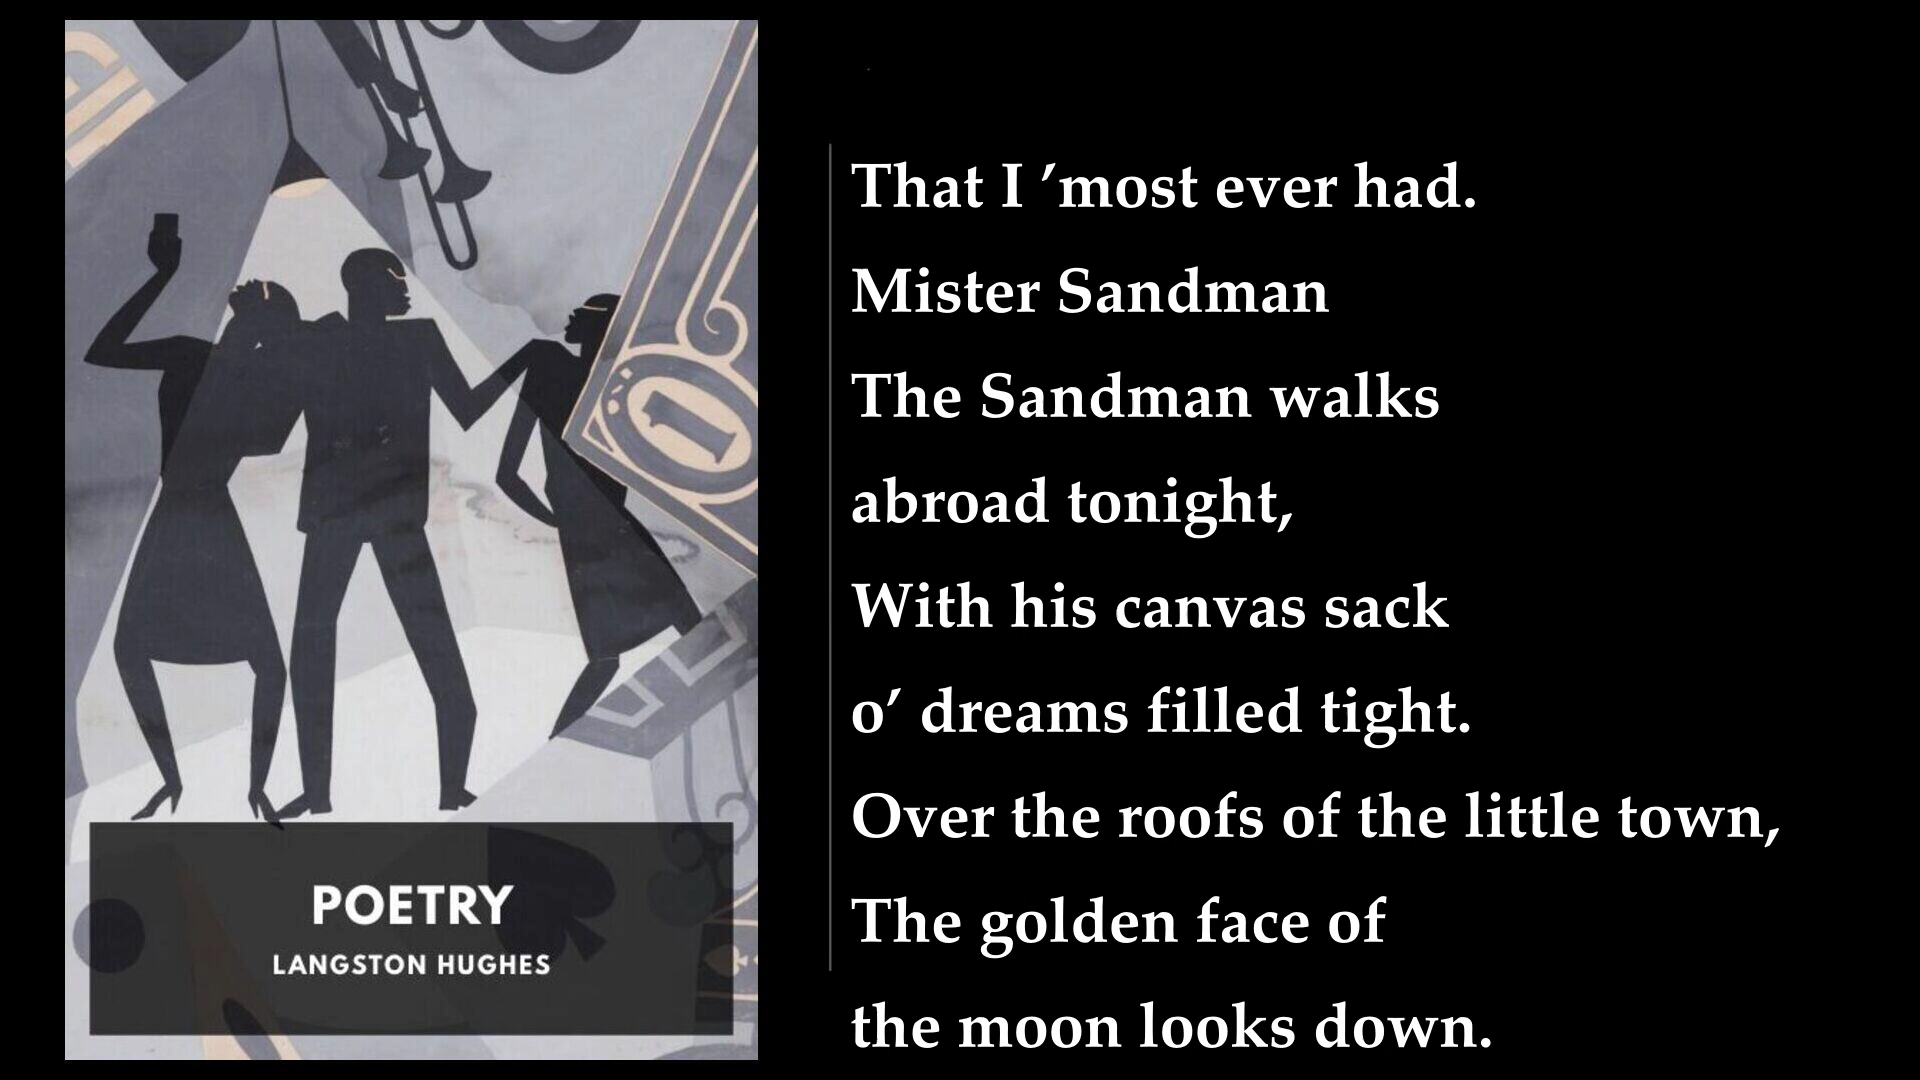 POETRY
LANGSTON HUGHES
That I ’most ever had.
Mister Sandman
The Sandman walks
abroad tonight,
With his canvas sack
o’ dreams filled tight.
Over the roofs of the little town,
The golden face of
the moon looks down.